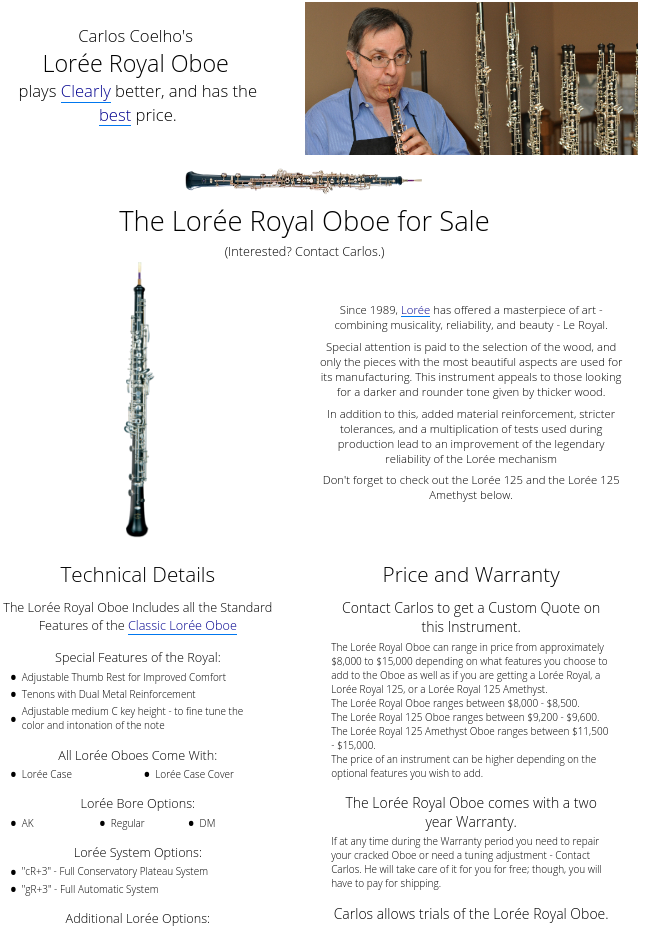 Carlos Coelho's
Lorée Royal Oboe
plays Clearly better, and has the
best price.
The Lorée Royal Oboe for Sale
(Interested? Contact Carlos.)
Since 1989, Lorée has offered a masterpiece of art -
combining musicality, reliability, and beauty - Le Royal.
Special attention is paid to the selection of the wood, and
only the pieces with the most beautiful aspects are used for
its manufacturing. This instrument appeals to those looking
for a darker and rounder tone given by thicker wood.
In addition to this, added material reinforcement, stricter
tolerances, and a multiplication of tests used during
production lead to an improvement of the legendary
reliability of the Lorée mechanism
Don't forget to check out the Lorée 125 and the Lorée 125
Amethyst below.
Technical Details
The Lorée Royal Oboe Includes all the Standard
Features of the Classic Lorée Oboe
Special Features of the Royal:
Adjustable Thumb Rest for Improved Comfort
Tenons with Dual Metal Reinforcement
Adjustable medium C key height - to fine tune the
color and intonation of the note
All Lorée Oboes Come With:
Lorée Case
Lorée Case Cover
Lorée Bore Options:
AK
Regular
DM
Lorée System Options:
"cR+3" - Full Conservatory Plateau System
"gR+3" - Full Automatic System
Additional Lorée Options:
Price and Warranty
Contact Carlos to get a Custom Quote on
this Instrument.
The Lorée Royal Oboe can range in price from approximately
$8,000 to $15,000 depending on what features you choose to
add to the Oboe as well as if you are getting a Lorée Royal, a
Lorée Royal 125, or a Lorée Royal 125 Amethyst.
The Lorée Royal Oboe ranges between $8,000 - $8,500.
The Lorée Royal 125 Oboe ranges between $9,200 - $9,600.
The Lorée Royal 125 Amethyst Oboe ranges between $11,500
- $15,000.
The price of an instrument can be higher depending on the
optional features you wish to add.
The Lorée Royal Oboe comes with a two
year Warranty.
If at any time during the Warranty period you need to repair
your cracked Oboe or need a tuning adjustment - Contact
Carlos. He will take care of it for you for free; though, you will
have to pay for shipping.
Carlos allows trials of the Lorée Royal Oboe.